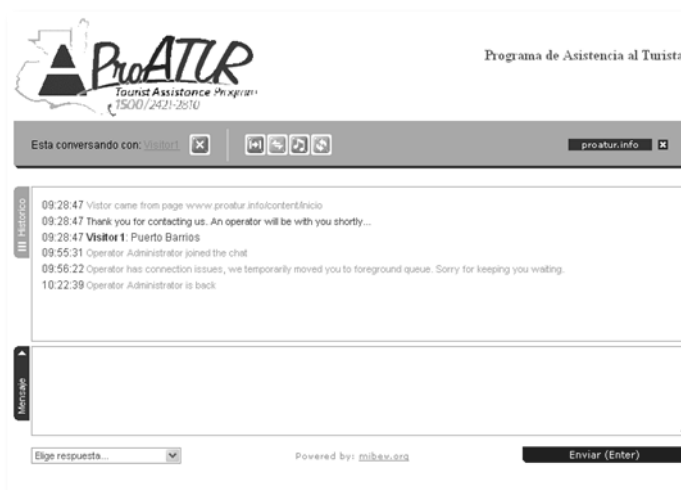 ProATUR
Tourist Assistance Program
1500/2421-2810
Programa de Asistencia al Turista
Esta conversando con: Visitor1
proatur.info
Historico
09:28:47 Vistor came from page www.proatur.info/content/inicio
09:28:47 Thank you for contacting us. An operator will be with you shortly...
09:28:47 Visitor1: Puerto Barrios
09:55:31 Operator Administrator joined the chat
09:56:22 Operator has connection issues, we temporarily moved you to foreground queue. Sorry for keeping you waiting.
10:22:39 Operator Administrator is back
Mensaje
Elige respuesta...
Powered by: mibew.org
Enviar (Enter)